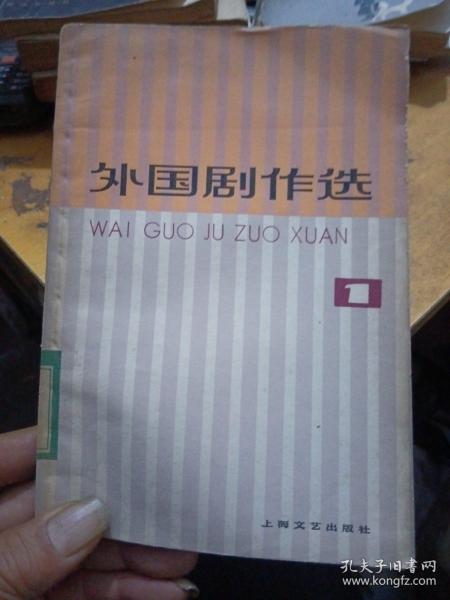 外国剧作选
WAI GUO JU ZUO XUAN
1
上海文艺出版社
孔夫子旧书网
www.kongfz.com